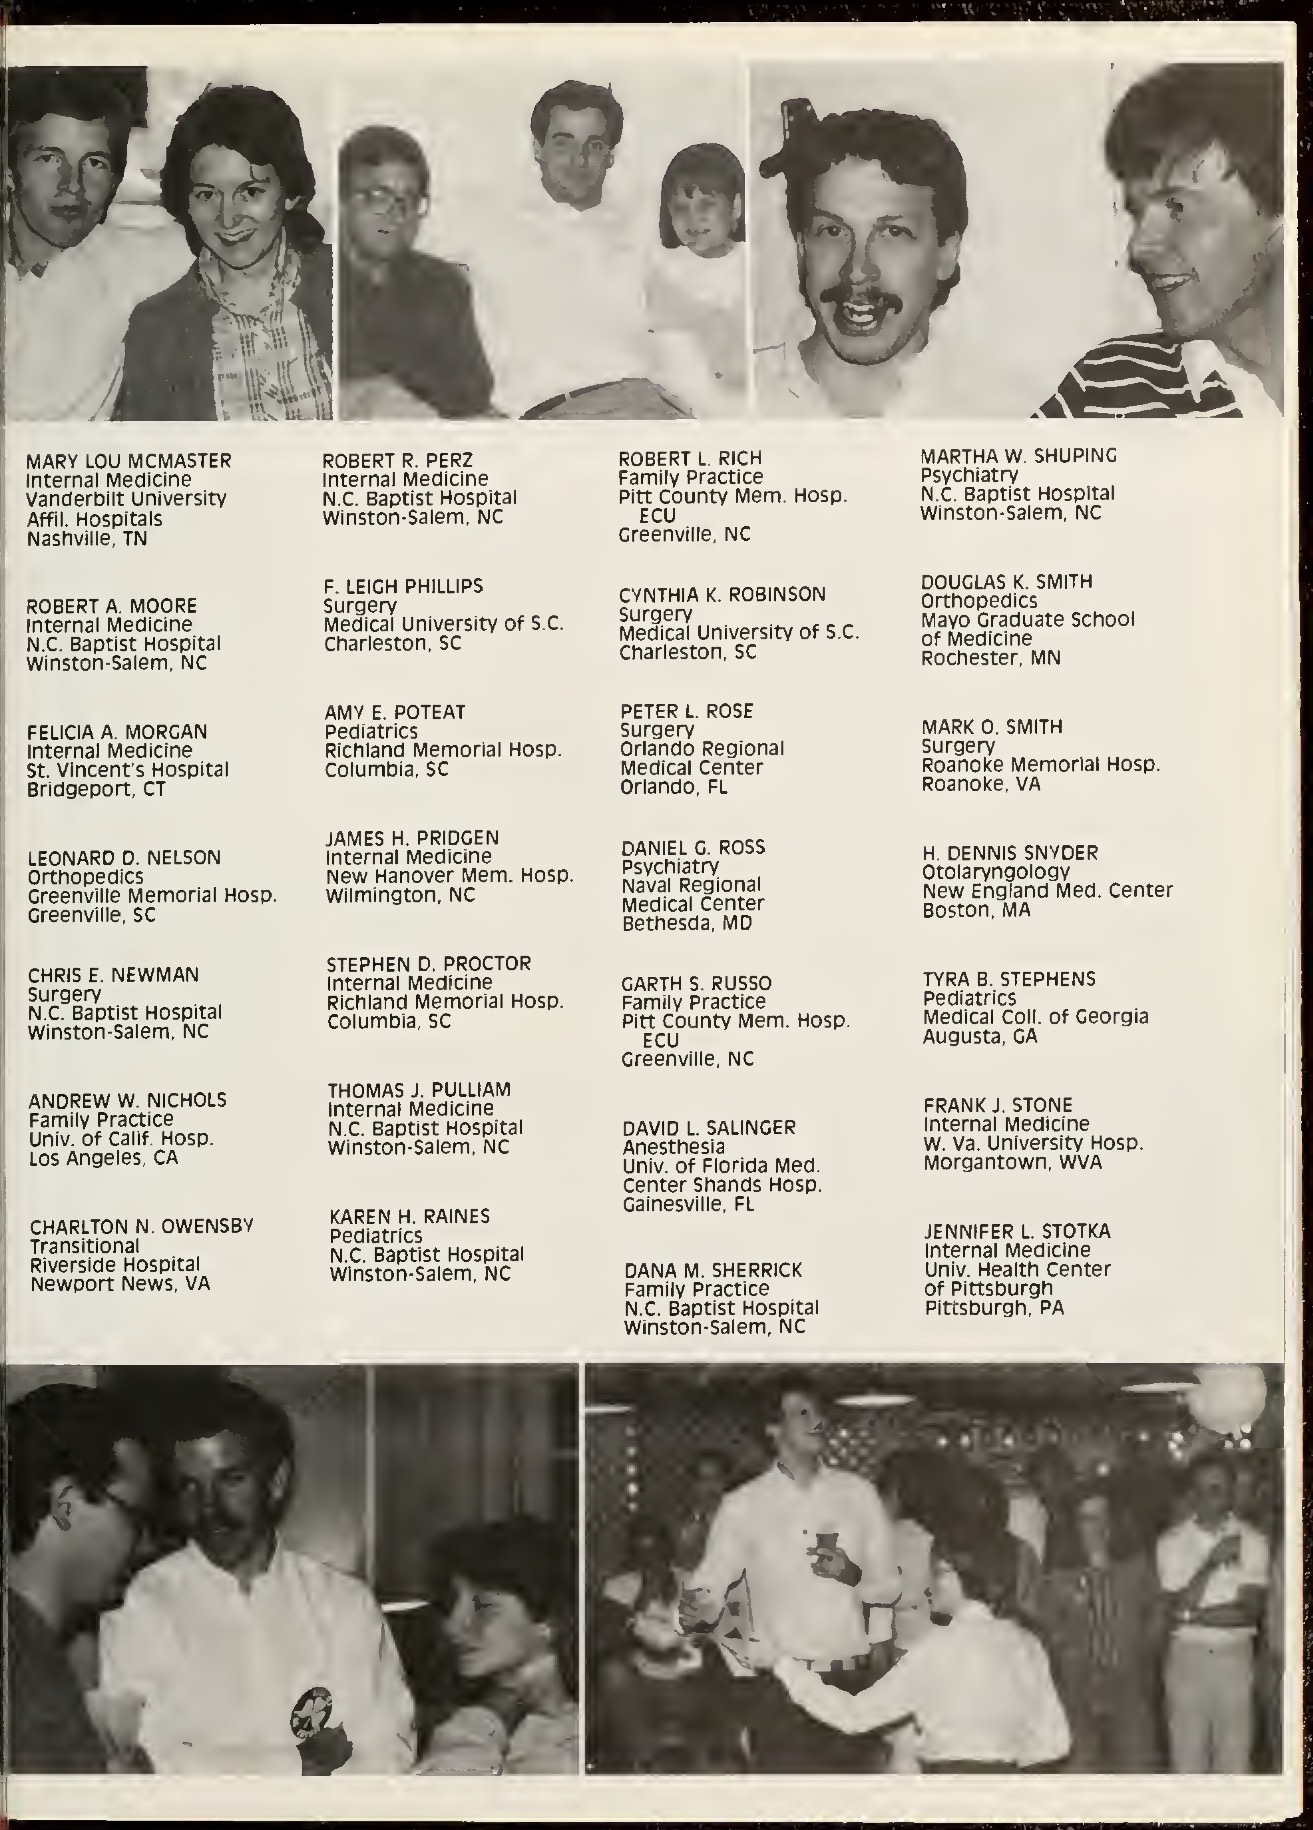 MARY LOU MCMASTER
Internal Medicine
Vanderbilt University
Affil. Hospitals
Nashville, TN
ROBERT A. MOORE
Internal Medicine
N.C. Baptist Hospital
Winston-Salem, NC
FELICIA A. MORGAN
Internal Medicine
St. Vincent's Hospital
Bridgeport, CT
LEONARD D. NELSON
Orthopedics
Greenville Memorial Hosp.
Greenville, SC
CHRIS E. NEWMAN
Surgery
N.C. Baptist Hospital
Winston-Salem, NC
ANDREW W. NICHOLS
Family Practice
Univ. of Calif. Hosp.
Los Angeles, CA
CHARLTON N. OWENSBY
Transitional
Riverside Hospital
Newport News, VA
ROBERT R. PERZ
Internal Medicine
N.C. Baptist Hospital
Winston-Salem, NC
F. LEIGH PHILLIPS
Surgery
Medical University of S.C.
Charleston, SC
AMY E. POTEAT
Pediatrics
Richland Memorial Hosp.
Columbia, SC
JAMES H. PRIDGEN
Internal Medicine
New Hanover Mem. Hosp.
Wilmington, NC
STEPHEN D. PROCTOR
Internal Medicine
Richland Memorial Hosp.
Columbia, SC
THOMAS J. PULLIAM
Internal Medicine
N.C. Baptist Hospital
Winston-Salem, NC
KAREN H. RAINES
Pediatrics
N.C. Baptist Hospital
Winston-Salem, NC
ROBERT L. RICH
Family Practice
Pitt County Mem. Hosp.
ECU
Greenville, NC
CYNTHIA K. ROBINSON
Surgery
Medical University of S.C.
Charleston, SC
PETER L. ROSE
Surgery
Orlando Regional
Medical Center
Orlando, FL
DANIEL G. ROSS
Psychiatry
Naval Regional
Medical Center
Bethesda, MD
GARTH S. RUSSO
Family Practice
Pitt County Mem. Hosp.
ECU
Greenville, NC
DAVID L. SALINGER
Anesthesia
Univ. of Florida Med.
Center Shands Hosp.
Gainesville, FL
DANA M. SHERRICK
Family Practice
N.C. Baptist Hospital
Winston-Salem, NC
MARTHA W. SHUPING
Psychiatry
N.C. Baptist Hospital
Winston-Salem, NC
DOUGLAS K. SMITH
Orthopedics
Mayo Graduate School
of Medicine
Rochester, MN
MARK O. SMITH
Surgery
Roanoke Memorial Hosp.
Roanoke, VA
H. DENNIS SNYDER
Otolaryngology
New England Med. Center
Boston, MA
TYRA B. STEPHENS
Pediatrics
Medical Coll. of Georgia
Augusta, GA
FRANK J. STONE
Internal Medicine
W. Va. University Hosp.
Morgantown, WVA
JENNIFER L. STOTKA
Internal Medicine
Univ. Health Center
of Pittsburgh
Pittsburgh, PA